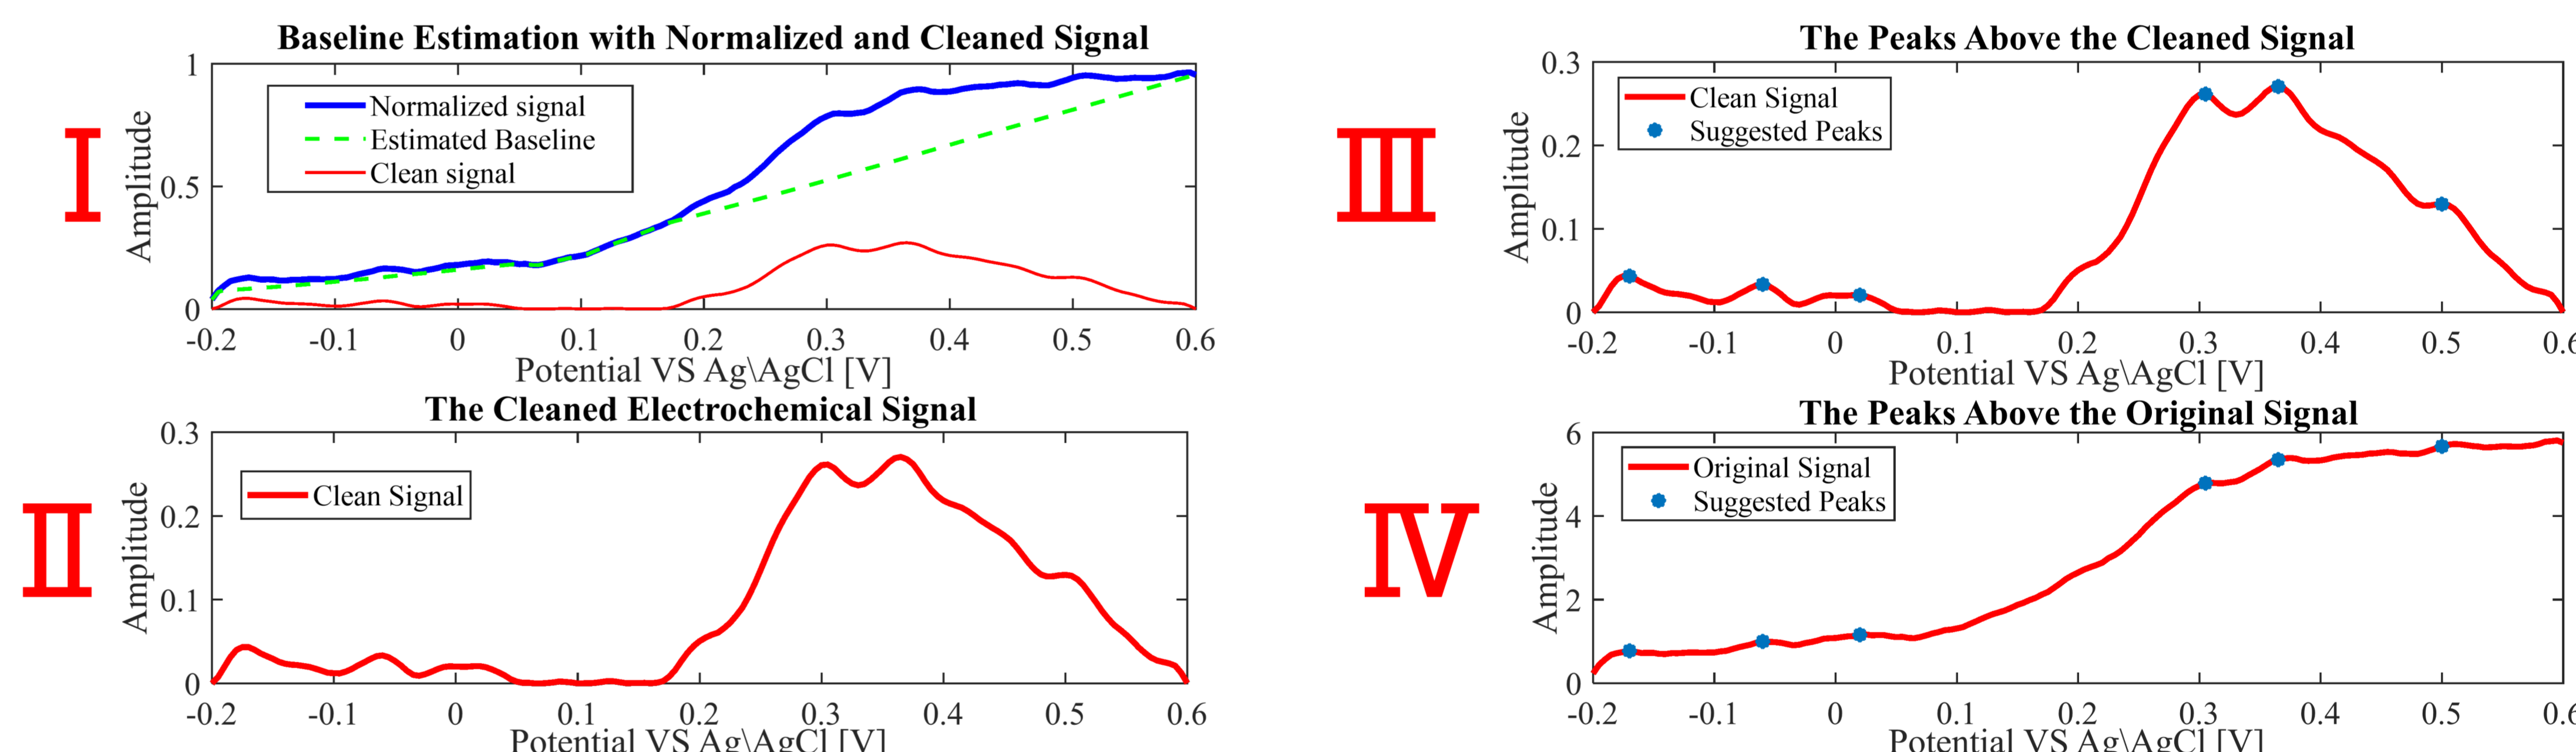 I
Baseline Estimation with Normalized and Cleaned Signal
Amplitude
1
0.5
0
Normalized signal
Estimated Baseline
Clean signal
-0.2 -0.1 0 0.1 0.2 0.3 0.4 0.5 0.6
Potential VS Ag\AgCl [V]
II
The Cleaned Electrochemical Signal
Amplitude
0.3
0.2
0.1
0
Clean Signal
-0.2 -0.1 0 0.1 0.2 0.3 0.4 0.5 0.6
Potential VS Ag\AgCl [V]
III
The Peaks Above the Cleaned Signal
Amplitude
0.3
0.2
0.1
0
Clean Signal
Suggested Peaks
-0.2 -0.1 0 0.1 0.2 0.3 0.4 0.5 0.6
Potential VS Ag\AgCl [V]
IV
The Peaks Above the Original Signal
Amplitude
6
4
2
0
Original Signal
Suggested Peaks
-0.2 -0.1 0 0.1 0.2 0.3 0.4 0.5 0.6
Potential VS Ag\AgCl [V]